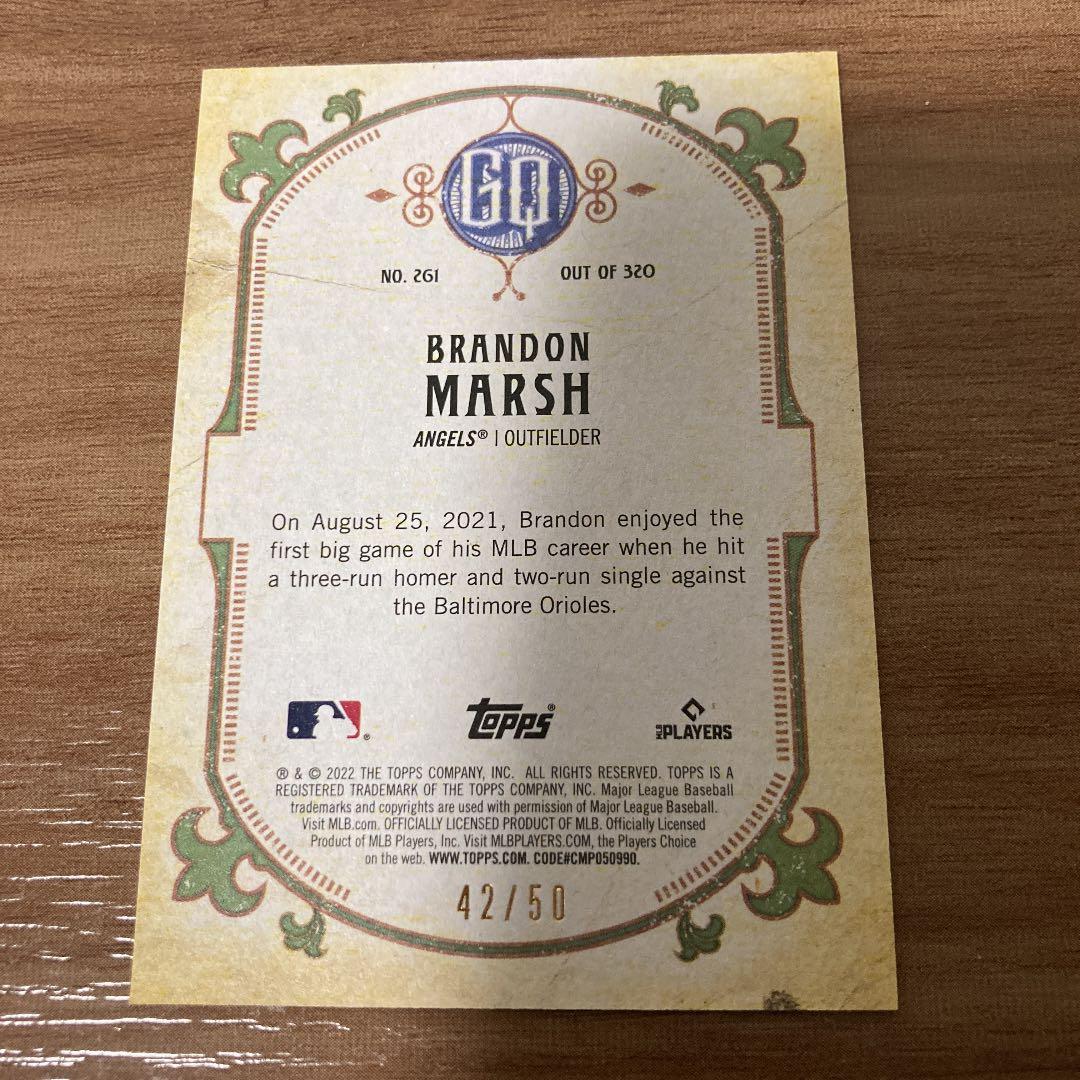 GQ
NO. 261 OUT OF 320
BRANDON
MARSH
ANGELS® | OUTFIELDER
On August 25, 2021, Brandon enjoyed the
first big game of his MLB career when he hit
a three-run homer and two-run single against
the Baltimore Orioles.
® topps® MLB PLAYERS
® & © 2022 THE TOPPS COMPANY, INC. ALL RIGHTS RESERVED. TOPPS IS A
REGISTERED TRADEMARK OF THE TOPPS COMPANY, INC. Major League Baseball
trademarks and copyrights are used with permission of Major League Baseball.
Visit MLB.com. OFFICIALLY LICENSED PRODUCT OF MLB. Officially Licensed
Product of MLB Players, Inc. Visit MLBPLAYERS.COM, the Players Choice
on the web. WWW.TOPPS.COM. CODE#CMP050990.
42/50